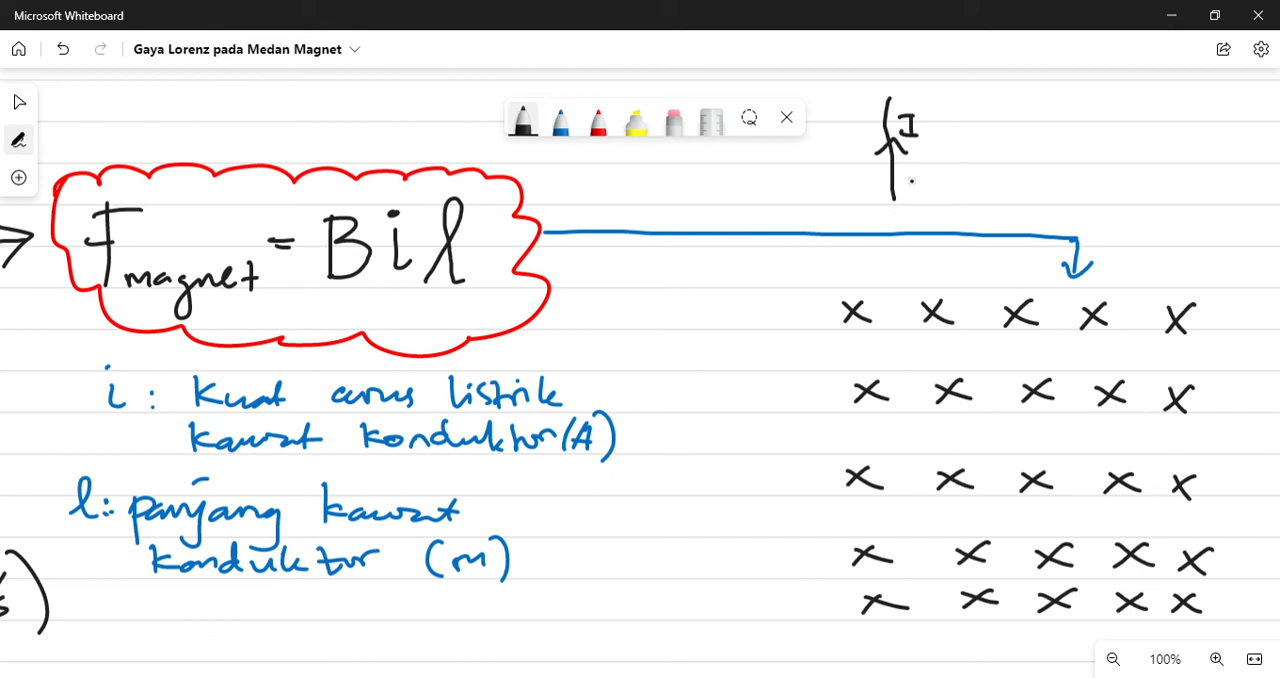 Microsoft Whiteboard
Gaya Lorenz pada Medan Magnet
I
F magnet = B i l
i : Kuat arus listrik
kawat konduktor (A)
l : panjang kawat
konduktor (m)
x x x x x
x x x x x
x x x x x
x x x x x
x x x x x
)
100%